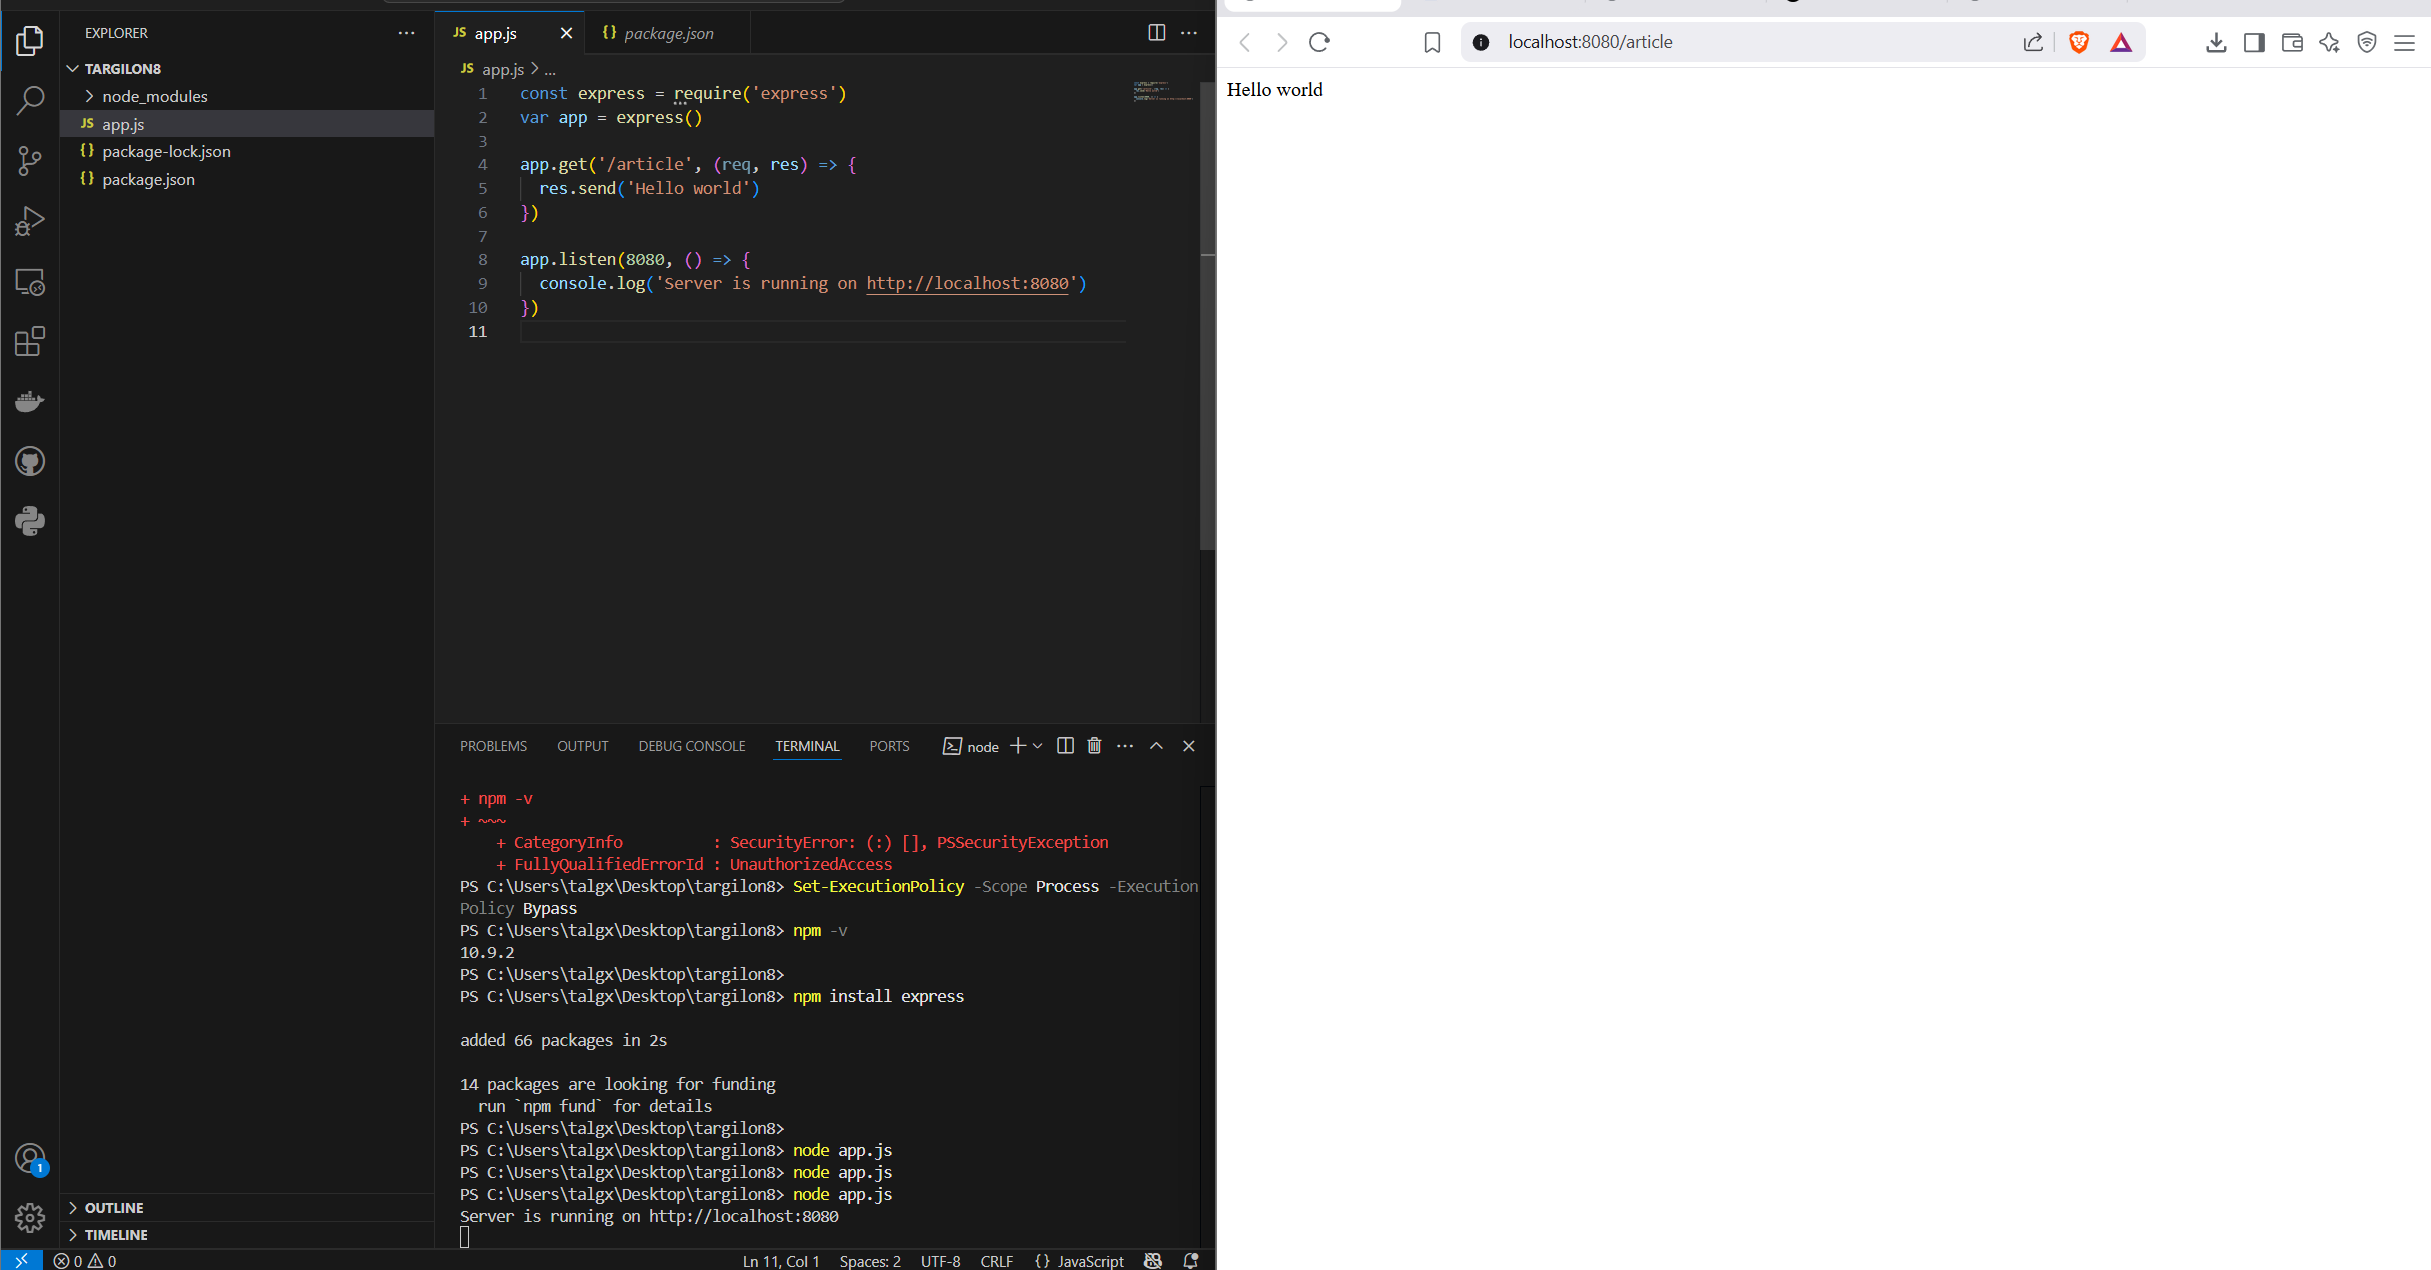 EXPLORER
TARGILON8
node_modules
JS app.js
{} package-lock.json
{} package.json
OUTLINE
TIMELINE
JS app.js
{} package.json
JS app.js > ...
1 const express = require('express')
2 var app = express()
3
4 app.get('/article', (req, res) => {
5 res.send('Hello world')
6 })
7
8 app.listen(8080, () => {
9 console.log('Server is running on http://localhost:8080')
10 })
11
PROBLEMS OUTPUT DEBUG CONSOLE TERMINAL PORTS node
+ npm -v
+ ~~~
+ CategoryInfo : SecurityError: (:) [], PSSecurityException
+ FullyQualifiedErrorId : UnauthorizedAccess
PS C:\Users\talgx\Desktop\targilon8> Set-ExecutionPolicy -Scope Process -Execution
Policy Bypass
PS C:\Users\talgx\Desktop\targilon8> npm -v
10.9.2
PS C:\Users\talgx\Desktop\targilon8>
PS C:\Users\talgx\Desktop\targilon8> npm install express
added 66 packages in 2s
14 packages are looking for funding
run `npm fund` for details
PS C:\Users\talgx\Desktop\targilon8>
PS C:\Users\talgx\Desktop\targilon8> node app.js
PS C:\Users\talgx\Desktop\targilon8> node app.js
PS C:\Users\talgx\Desktop\targilon8> node app.js
Server is running on http://localhost:8080
1
0 0
Ln 11, Col 1 Spaces: 2 UTF-8 CRLF {} JavaScript
localhost:8080/article
Hello world